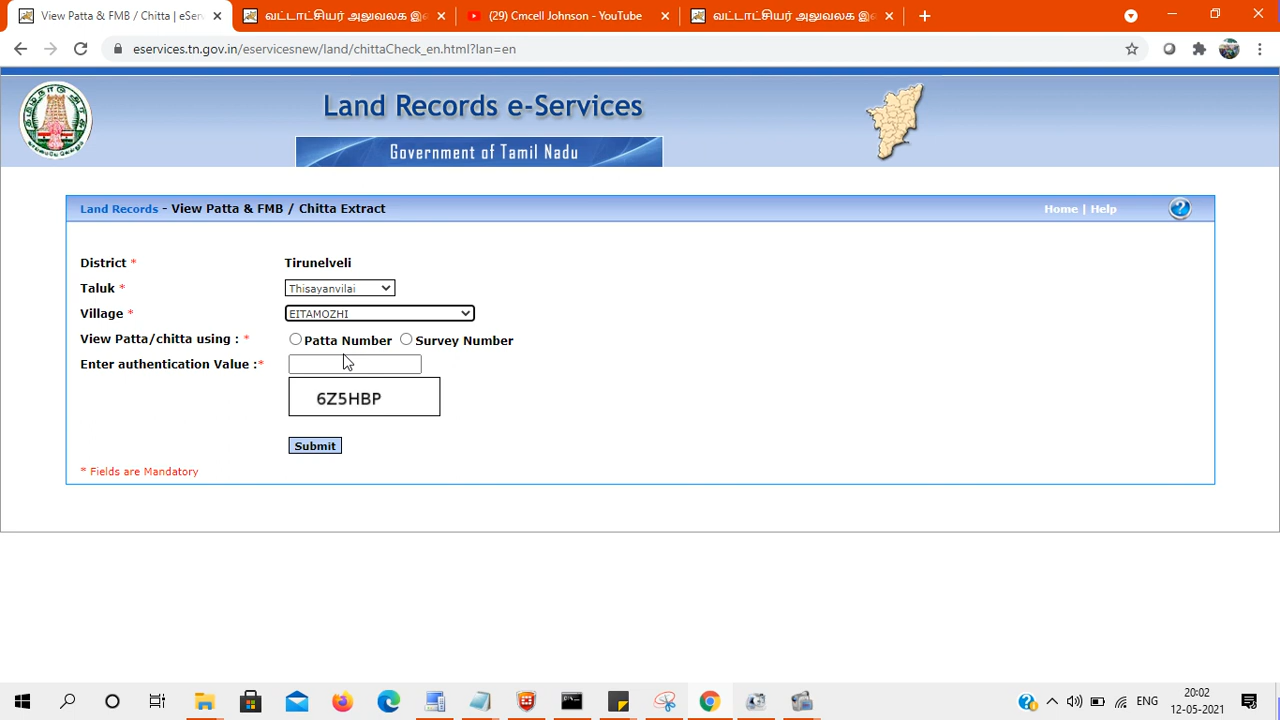 View Patta & FMB / Chitta | eSer
வட்டாட்சியர் அலுவலக இ
(29) Cmcell Johnson - YouTube
வட்டாட்சியர் அலுவலக இ
eservices.tn.gov.in/eservicesnew/land/chittaCheck_en.html?lan=en
Land Records e-Services
Government of Tamil Nadu
Land Records - View Patta & FMB / Chitta Extract
Home | Help
District * Tirunelveli
Taluk * Thisayanvilai
Village * EITAMOZHI
View Patta/chitta using : * Patta Number Survey Number
Enter authentication Value :*
6Z5HBP
Submit
* Fields are Mandatory
ENG
20:02
12-05-2021